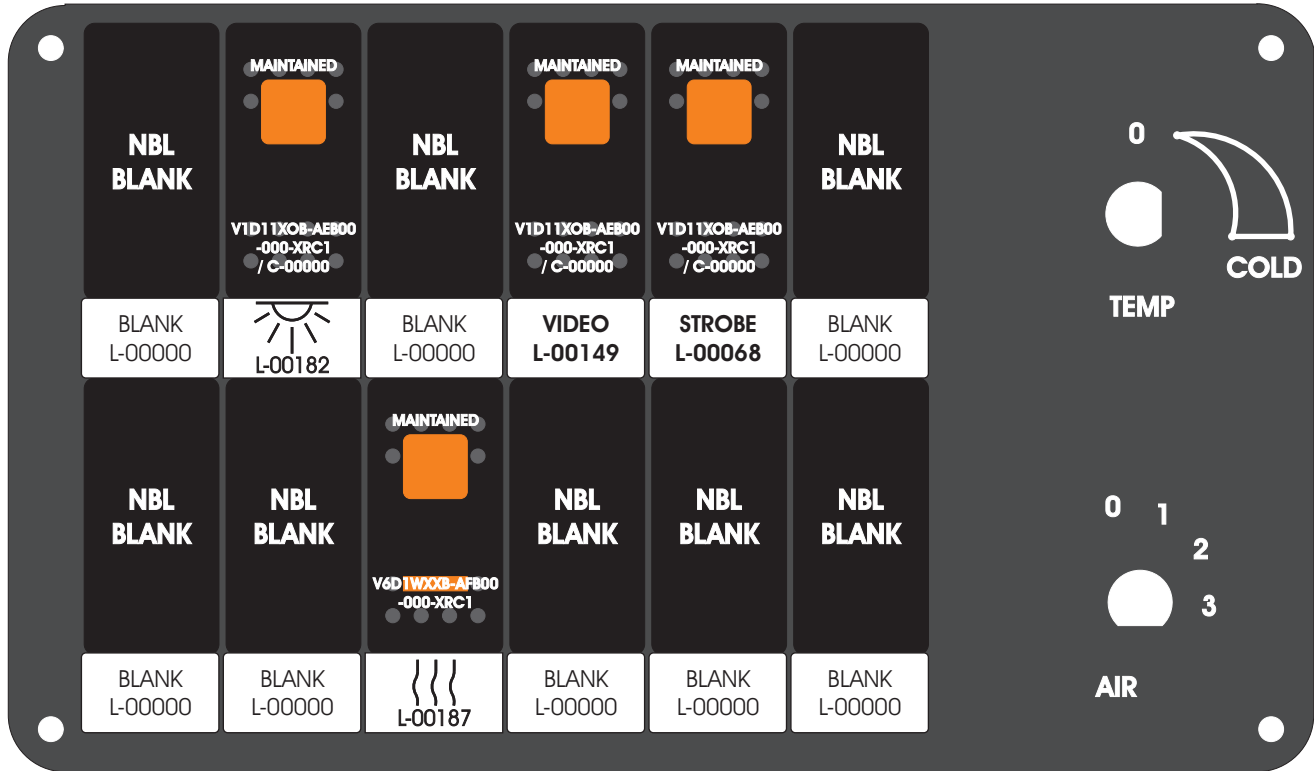 NBL
BLANK
MAINTAINED
V1D11XOB-AEB00
-000-XRC1
/ C-00000
NBL
BLANK
MAINTAINED
V1D11XOB-AEB00
-000-XRC1
/ C-00000
MAINTAINED
V1D11XOB-AEB00
-000-XRC1
/ C-00000
NBL
BLANK
BLANK
L-00000
L-00182
BLANK
L-00000
VIDEO
L-00149
STROBE
L-00068
BLANK
L-00000
NBL
BLANK
NBL
BLANK
MAINTAINED
V6D1WXXB-AFB00
-000-XRC1
NBL
BLANK
NBL
BLANK
NBL
BLANK
BLANK
L-00000
BLANK
L-00000
L-00187
BLANK
L-00000
BLANK
L-00000
BLANK
L-00000
0
COLD
TEMP
0
1
2
3
AIR